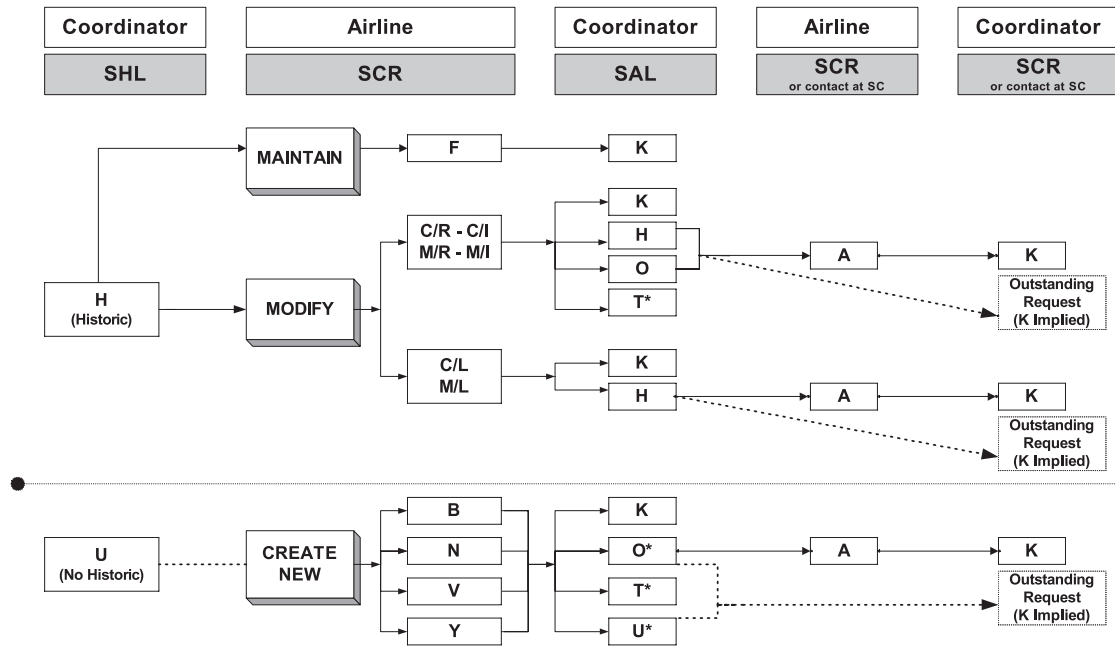 Coordinator
Airline
Coordinator
Airline
Coordinator
SHL
SCR
SAL
SCR
or contact at SC
SCR
or contact at SC
MAINTAIN
F
K
H
(Historic)
MODIFY
C/R - C/I
M/R - M/I
K
H
O
T*
A
K
Outstanding
Request
(K Implied)
C/L
M/L
K
H
A
K
Outstanding
Request
(K Implied)
U
(No Historic)
CREATE
NEW
B
N
V
Y
K
O*
T*
U*
A
K
Outstanding
Request
(K Implied)